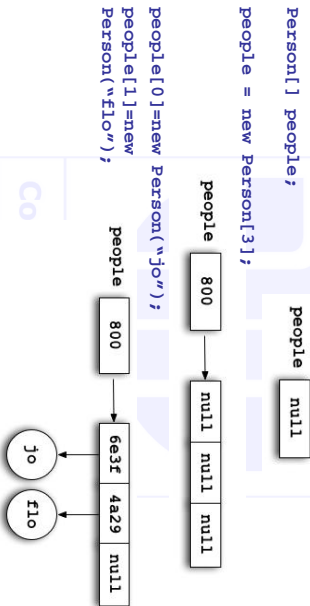 Person[] people;
people
null
people = new Person[3];
people
800
null null null
people[0]=new Person("jo");
people[1]=new
Person("flo");
people
800
6e3f 4a29 null
jo flo
Co